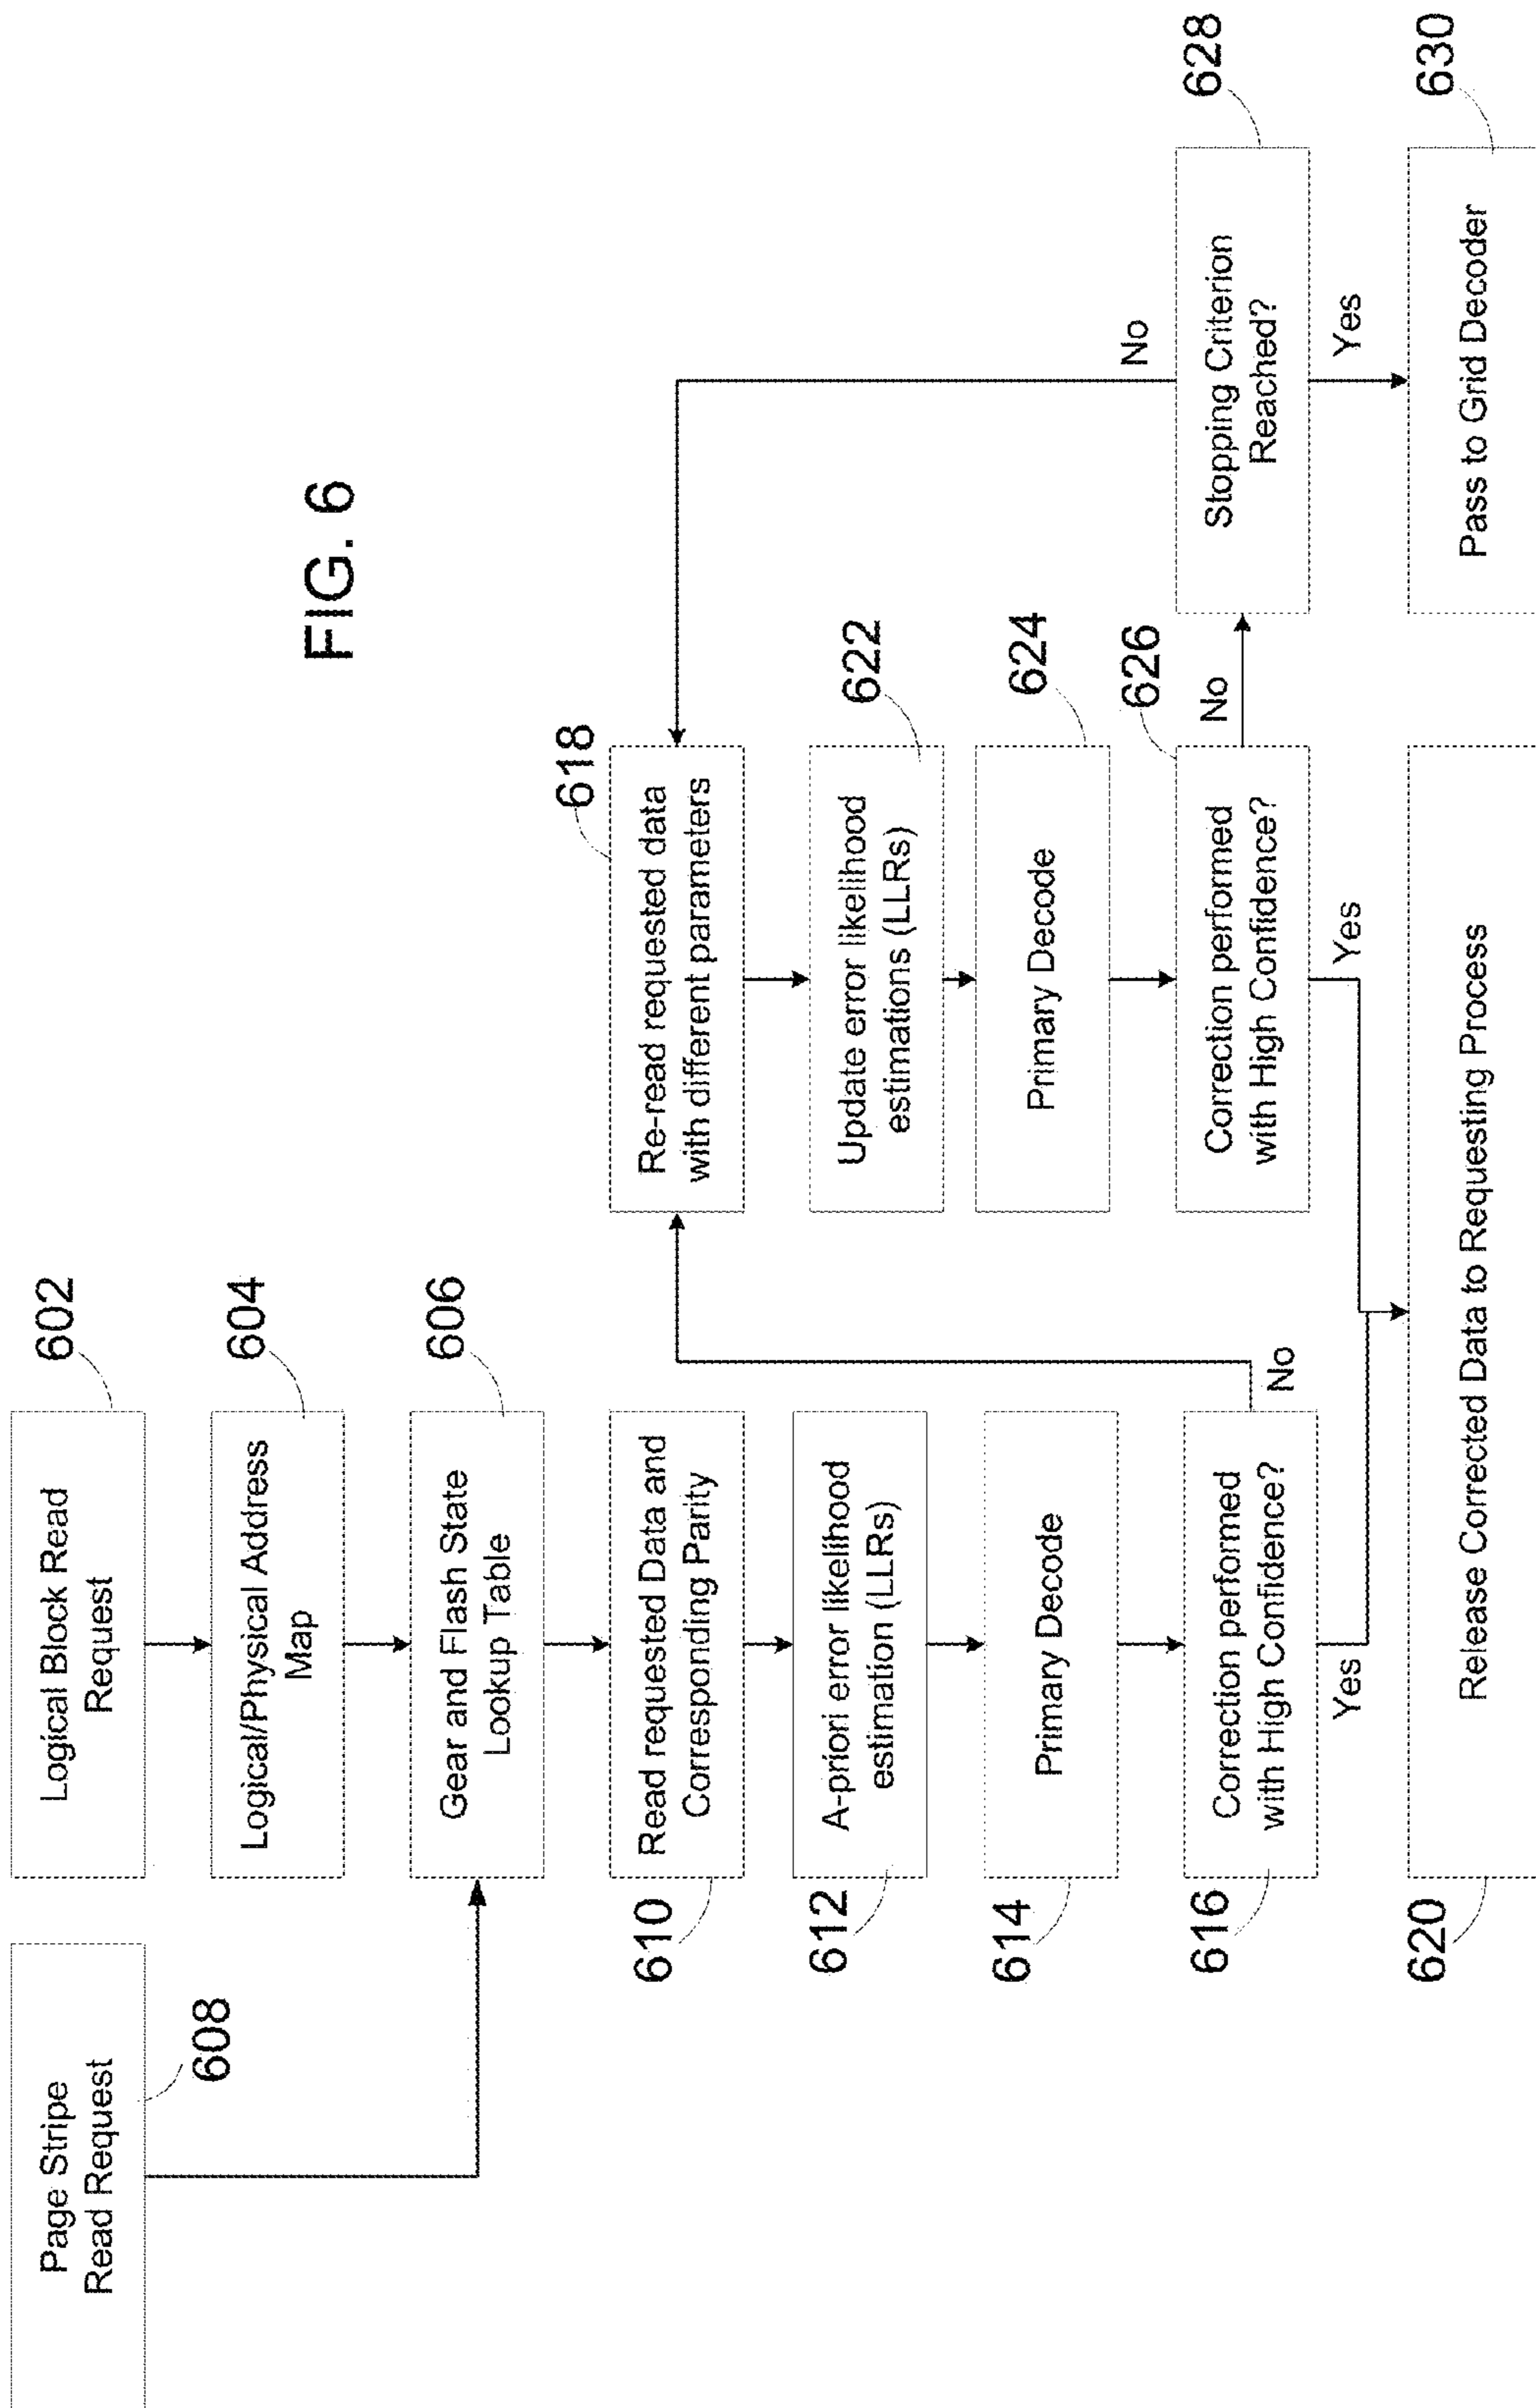 FIG. 6
Page Stripe
Read Request
608
Logical Block Read
Request
602
Logical/Physical Address
Map
604
Gear and Flash State
Lookup Table
606
Read requested Data and
Corresponding Parity
610
A-priori error likelihood
estimation (LLRs)
612
Primary Decode
614
Correction performed
with High Confidence?
616
No
Yes
Re-read requested data
with different parameters
618
Update error likelihood
estimations (LLRs)
622
Primary Decode
624
Correction performed
with High Confidence?
626
No
Yes
Stopping Criterion
Reached?
628
No
Yes
Release Corrected Data to Requesting Process
620
Pass to Grid Decoder
630